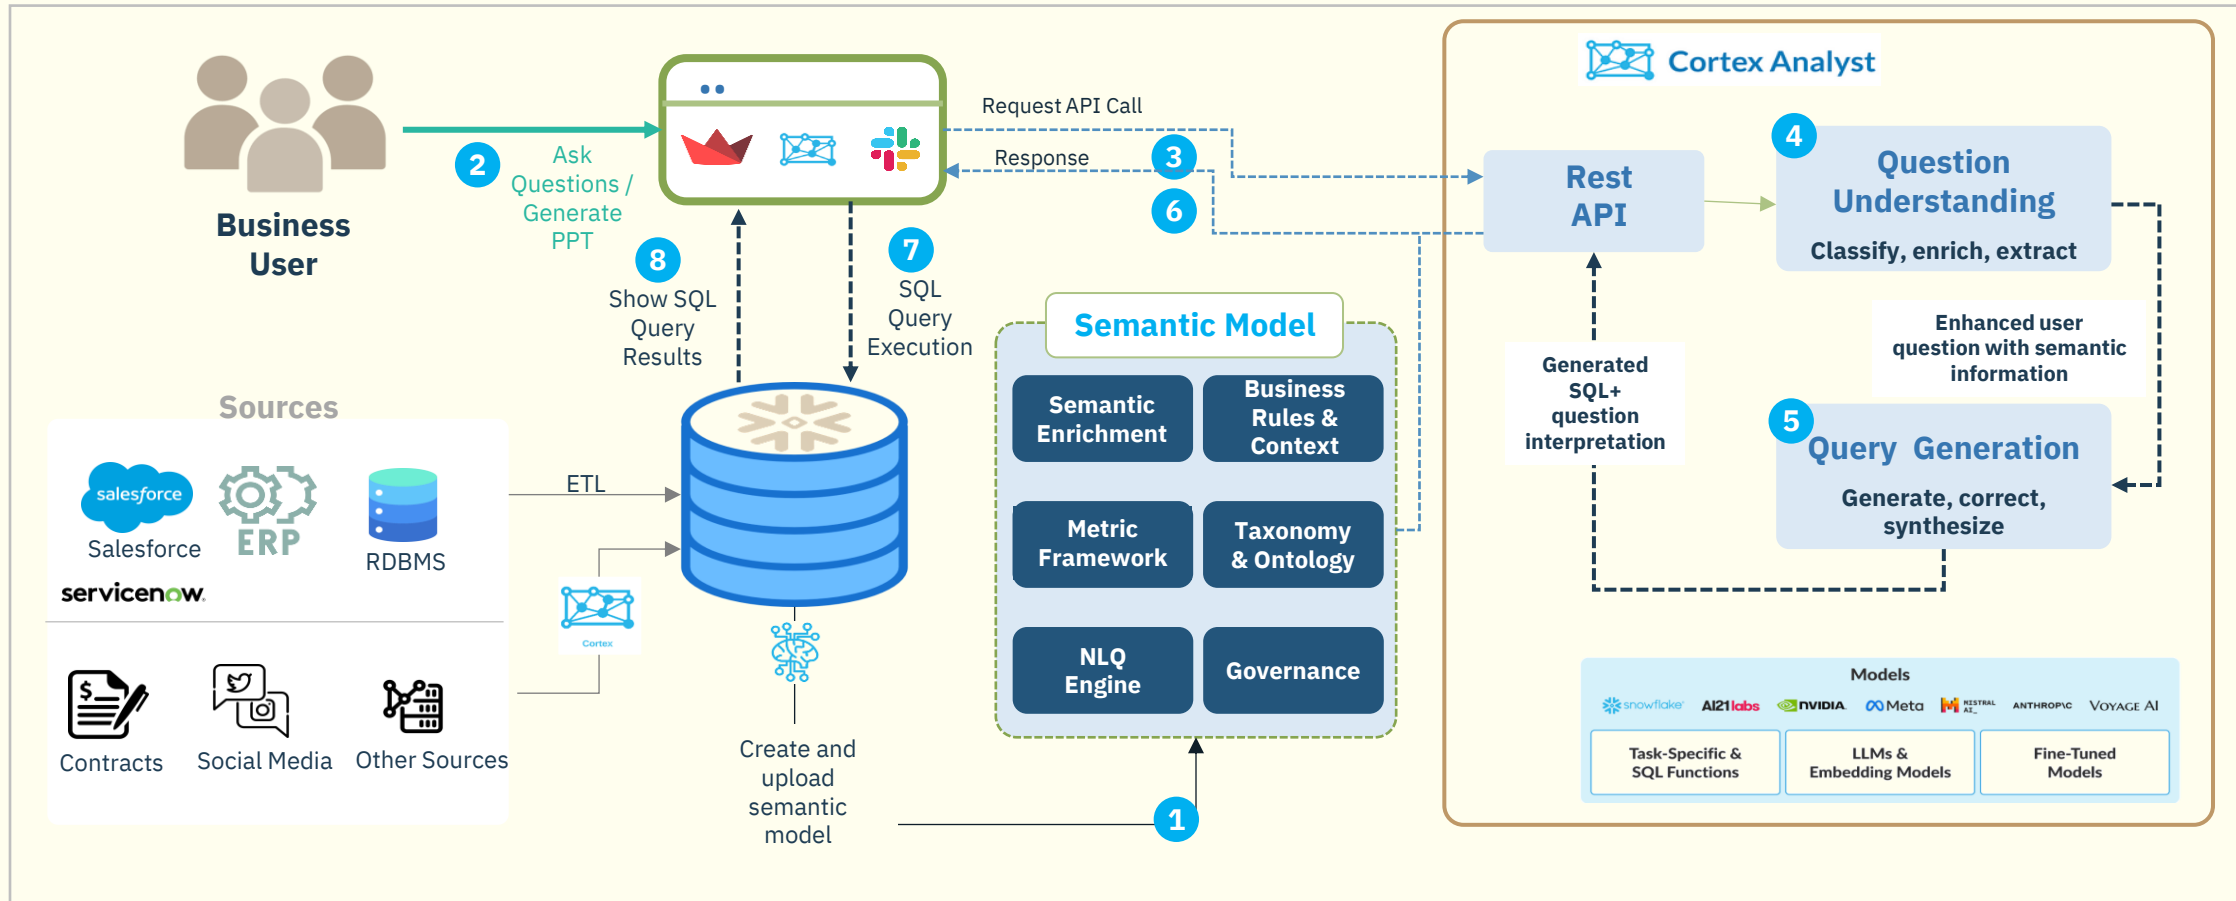 Business
User
2
Ask
Questions /
Generate
PPT
Request API Call
Response
3
6
8
Show SQL
Query
Results
7
SQL
Query
Execution
Sources
salesforce
Salesforce
ERP
RDBMS
servicenow
Contracts
Social Media
Other Sources
ETL
Cortex
Create and
upload
semantic
model
1
Semantic Model
Semantic
Enrichment
Business
Rules &
Context
Metric
Framework
Taxonomy
& Ontology
NLQ
Engine
Governance
Cortex Analyst
Rest
API
4
Question
Understanding
Classify, enrich, extract
Enhanced user
question with semantic
information
5
Query Generation
Generate, correct,
synthesize
Generated
SQL+
question
interpretation
Models
snowflake
AI21labs
NVIDIA
Meta
MISTRAL
AI_
ANTHROP\C
VOYAGE AI
Task-Specific &
SQL Functions
LLMs &
Embedding Models
Fine-Tuned
Models